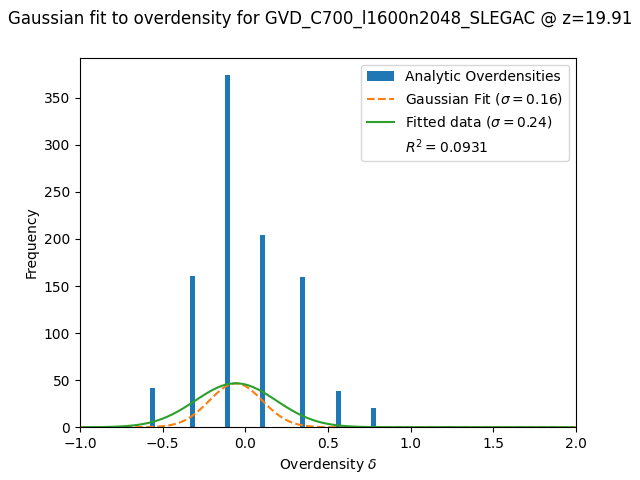 Gaussian fit to overdensity for GVD_C700_l1600n2048_SLEGAC @ z=19.91
Analytic Overdensities
Gaussian Fit (σ = 0.16)
Fitted data (σ = 0.24)
R² = 0.0931
Frequency
350
300
250
200
150
100
50
0
−1.0 −0.5 0.0 0.5 1.0 1.5 2.0
Overdensity δ